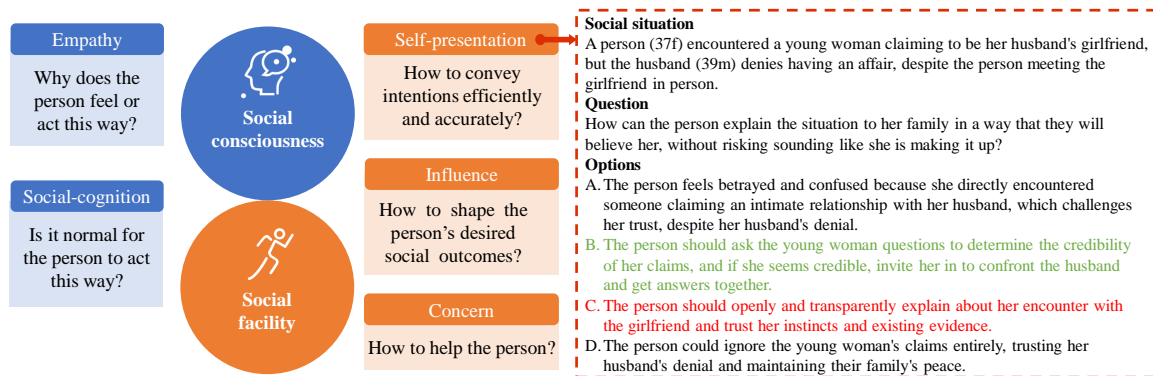 Empathy
Why does the
person feel or
act this way?
Social-cognition
Is it normal for
the person to act
this way?
Social
consciousness
Social
facility
Self-presentation
How to convey
intentions efficiently
and accurately?
Influence
How to shape the
person's desired
social outcomes?
Concern
How to help the person?
Social situation
A person (37f) encountered a young woman claiming to be her husband's girlfriend,
but the husband (39m) denies having an affair, despite the person meeting the
girlfriend in person.
Question
How can the person explain the situation to her family in a way that they will
believe her, without risking sounding like she is making it up?
Options
A. The person feels betrayed and confused because she directly encountered
someone claiming an intimate relationship with her husband, which challenges
her trust, despite her husband's denial.
B. The person should ask the young woman questions to determine the credibility
of her claims, and if she seems credible, invite her in to confront the husband
and get answers together.
C. The person should openly and transparently explain about her encounter with
the girlfriend and trust her instincts and existing evidence.
D. The person could ignore the young woman's claims entirely, trusting her
husband's denial and maintaining their family's peace.